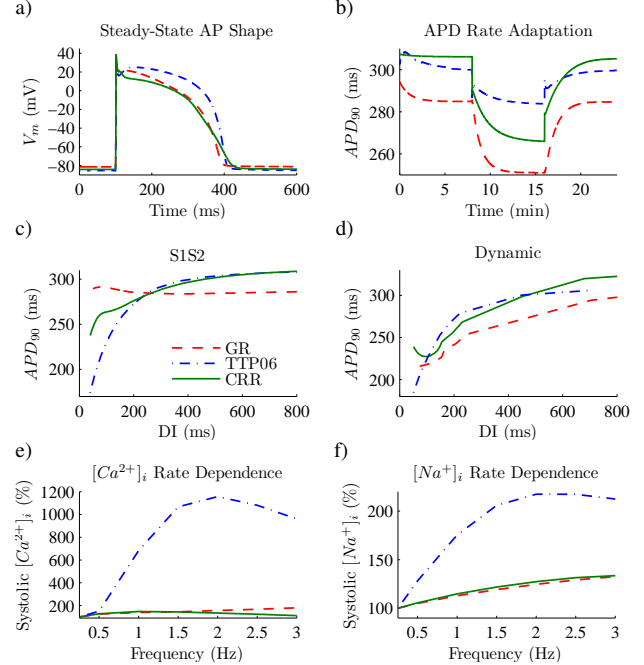 a)
Steady-State AP Shape
40
20
0
−20
−40
−60
−80
V_m (mV)
0
200
400
600
Time (ms)
b)
APD Rate Adaptation
300
280
260
APD_90 (ms)
0
5
10
15
20
Time (min)
c)
S1S2
300
250
200
APD_90 (ms)
GR
TTP06
CRR
0
200
400
600
800
DI (ms)
d)
Dynamic
300
250
200
APD_90 (ms)
0
200
400
600
800
DI (ms)
e)
[Ca²⁺]_i Rate Dependence
1200
1000
800
600
400
200
Systolic [Ca²⁺]_i (%)
0.5
1
1.5
2
2.5
3
Frequency (Hz)
f)
[Na⁺]_i Rate Dependence
200
150
100
Systolic [Na⁺]_i (%)
0.5
1
1.5
2
2.5
3
Frequency (Hz)